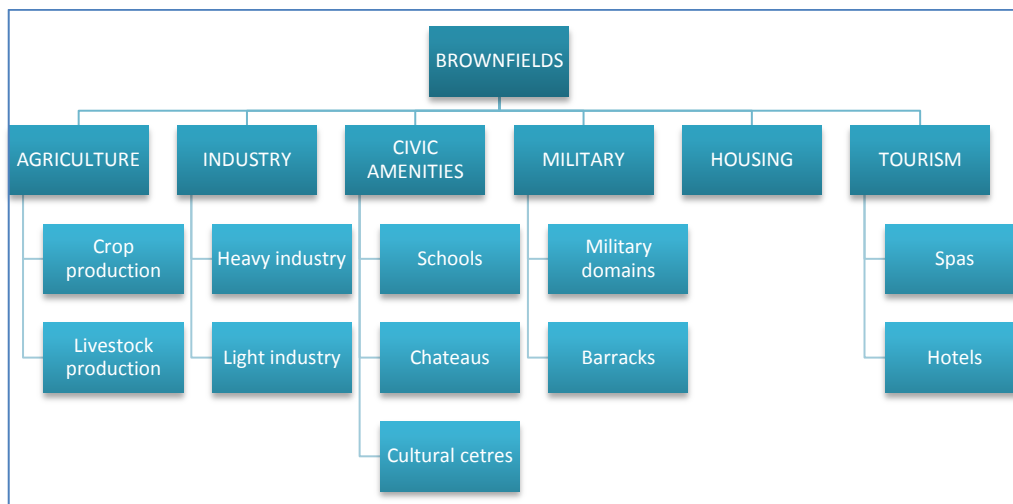 BROWNFIELDS
AGRICULTURE
INDUSTRY
CIVIC
AMENITIES
MILITARY
HOUSING
TOURISM
Crop
production
Heavy industry
Schools
Military
domains
Spas
Livestock
production
Light industry
Chateaus
Barracks
Hotels
Cultural cetres